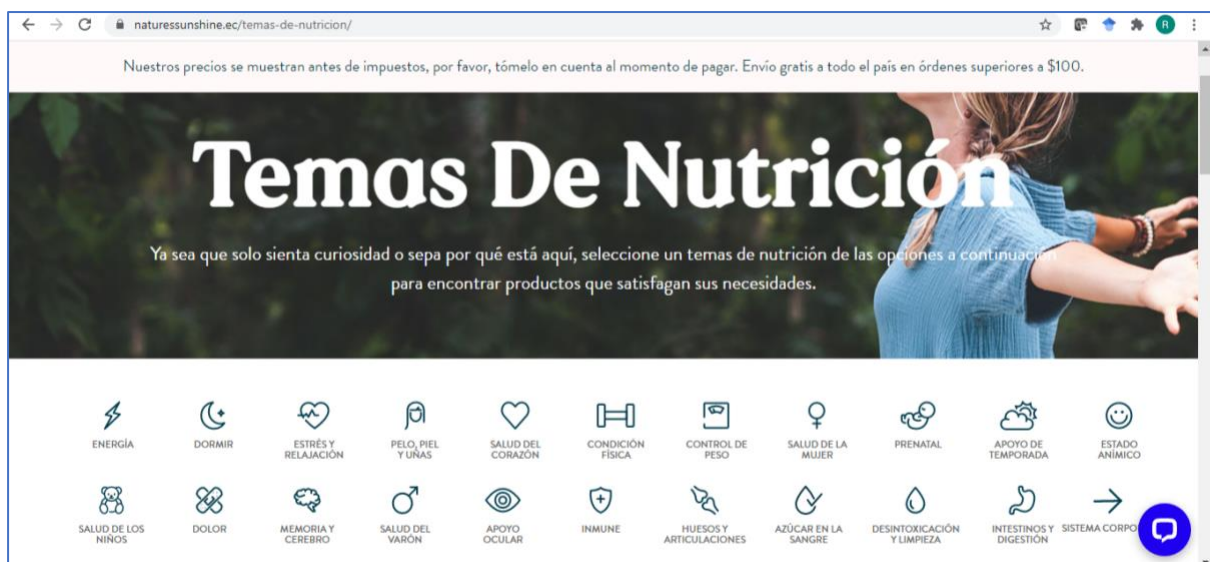 naturessunshine.ec/temas-de-nutricion/
R
Nuestros precios se muestran antes de impuestos, por favor, tómelo en cuenta al momento de pagar. Envío gratis a todo el país en órdenes superiores a $100.
Temas De Nutrición
Ya sea que solo sienta curiosidad o sepa por qué está aquí, seleccione un temas de nutrición de las opciones a continuación
para encontrar productos que satisfagan sus necesidades.
ENERGÍA
DORMIR
ESTRÉS Y
RELAJACIÓN
PELO, PIEL
Y UÑAS
SALUD DEL
CORAZÓN
CONDICIÓN
FÍSICA
CONTROL DE
PESO
SALUD DE LA
MUJER
PRENATAL
APOYO DE
TEMPORADA
ESTADO
ANÍMICO
SALUD DE LOS
NIÑOS
DOLOR
MEMORIA Y
CEREBRO
SALUD DEL
VARÓN
APOYO
OCULAR
INMUNE
HUESOS Y
ARTICULACIONES
AZÚCAR EN LA
SANGRE
DESINTOXICACIÓN
Y LIMPIEZA
INTESTINOS Y
DIGESTIÓN
SISTEMA CORPO